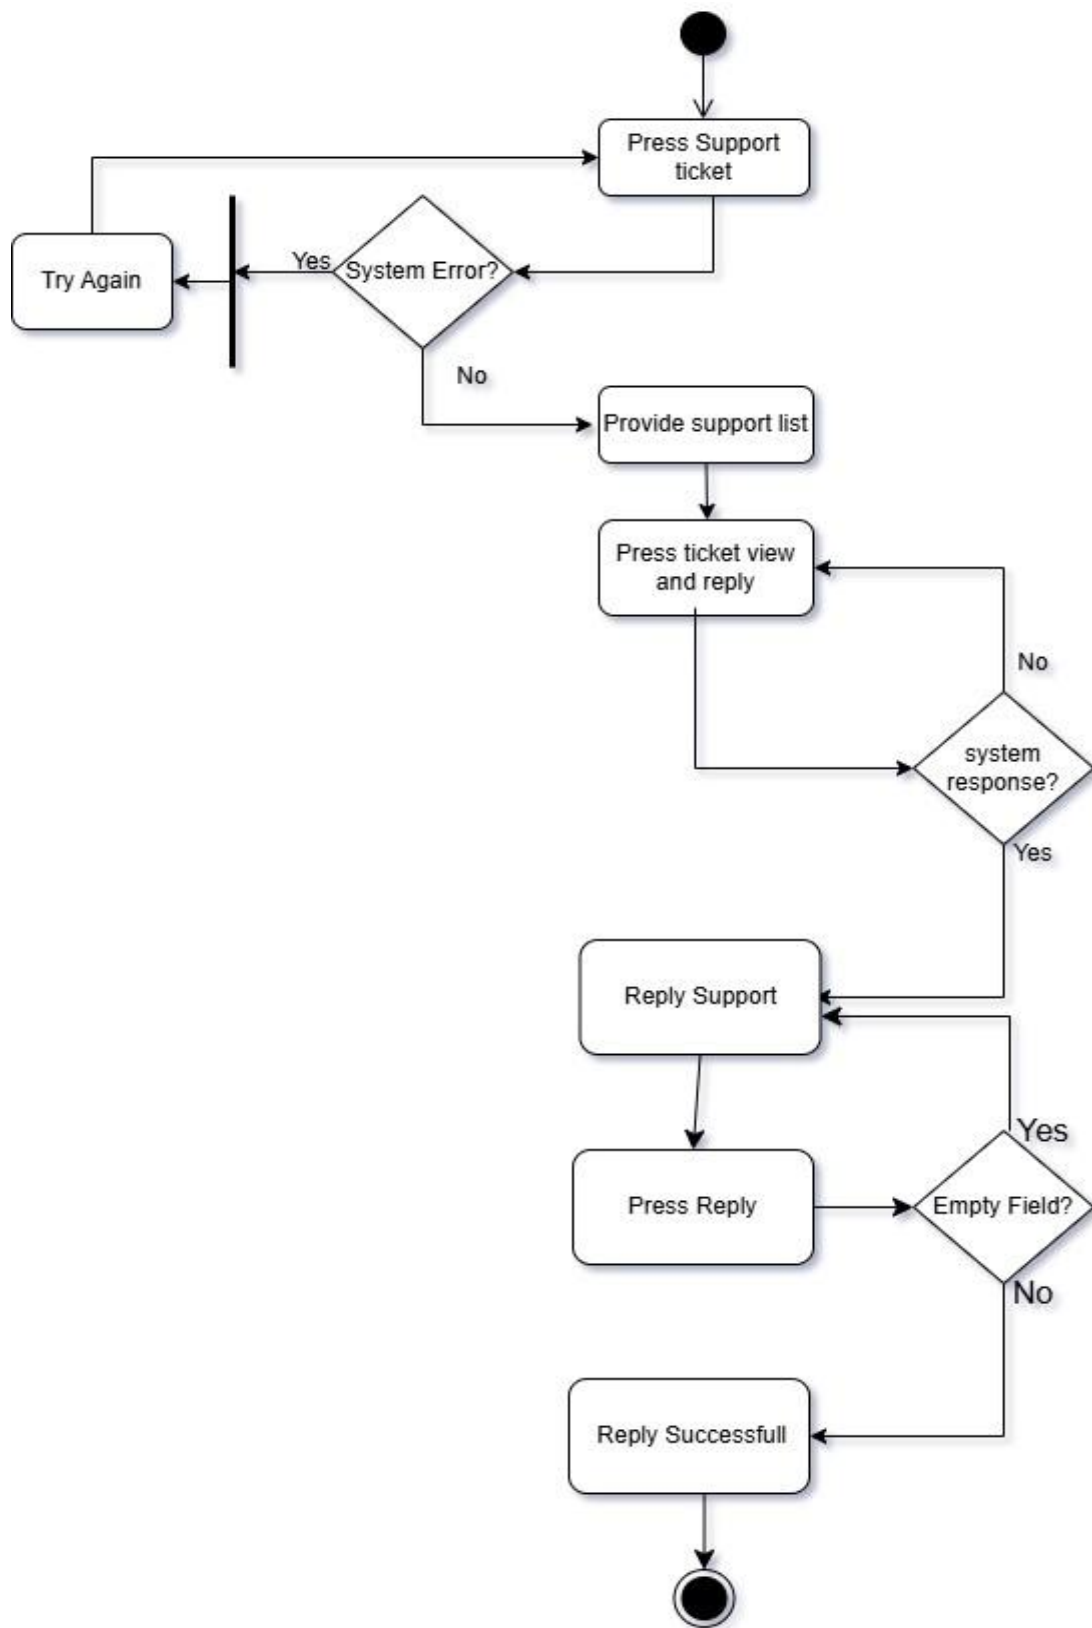 Press Support
ticket
Yes
System Error?
Try Again
No
Provide support list
Press ticket view
and reply
No
system
response?
Yes
Reply Support
Yes
Press Reply
Empty Field?
No
Reply Successfull